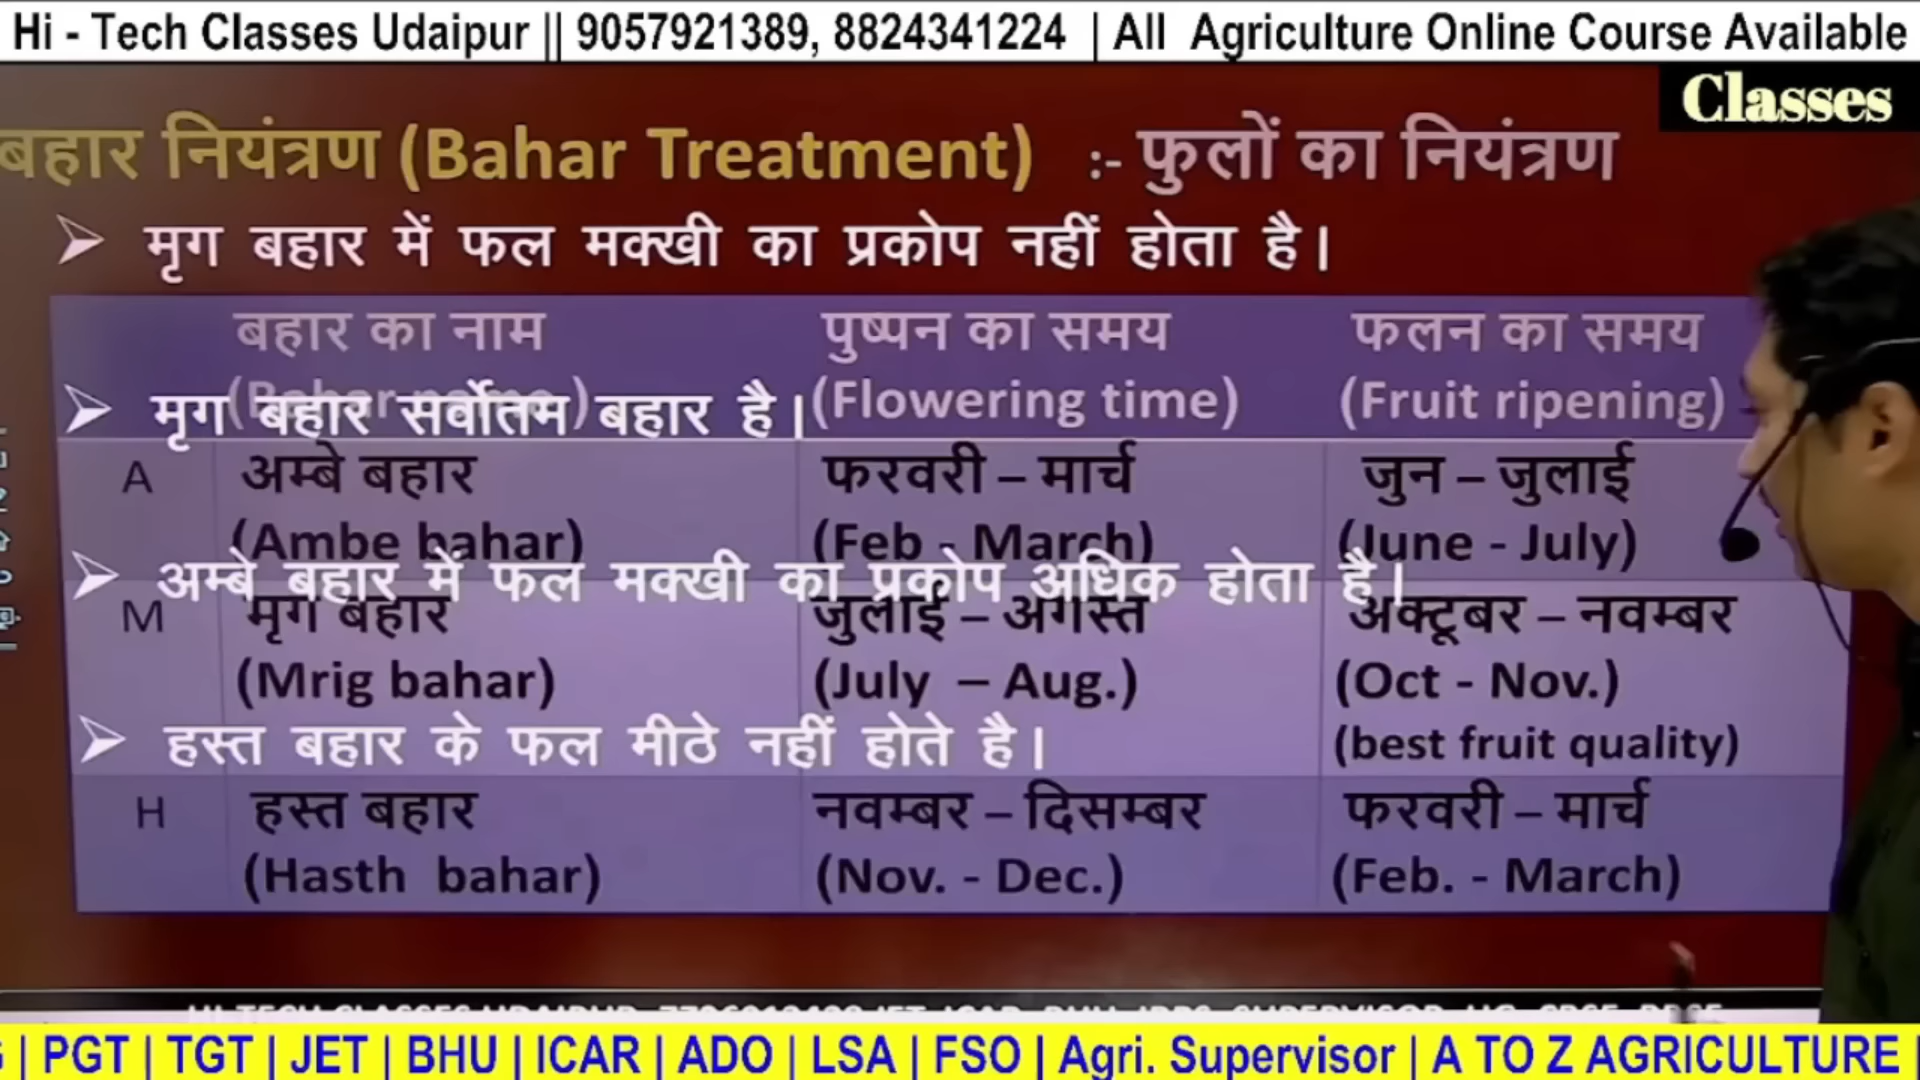 Hi - Tech Classes Udaipur || 9057921389, 8824341224 | All Agriculture Online Course Available
Classes
बहार नियंत्रण (Bahar Treatment) :- फुलों का नियंत्रण
➢ मृग बहार में फल मक्खी का प्रकोप नहीं होता है।
बहार का नाम पुष्पन का समय फलन का समय
(Flowering time) (Fruit ripening)
➢ मृग बहार सर्वोतम बहार है।
A अम्बे बहार फरवरी – मार्च जुन – जुलाई
(Ambe bahar) (Feb - March) (June - July)
➢ अम्बे बहार में फल मक्खी का प्रकोप अधिक होता है।
M मृग बहार जुलाई – अगस्त अक्टूबर – नवम्बर
(Mrig bahar) (July – Aug.) (Oct - Nov.)
(best fruit quality)
➢ हस्त बहार के फल मीठे नहीं होते है।
H हस्त बहार नवम्बर – दिसम्बर फरवरी – मार्च
(Hasth bahar) (Nov. - Dec.) (Feb. - March)
| PGT | TGT | JET | BHU | ICAR | ADO | LSA | FSO | Agri. Supervisor | A TO Z AGRICULTURE